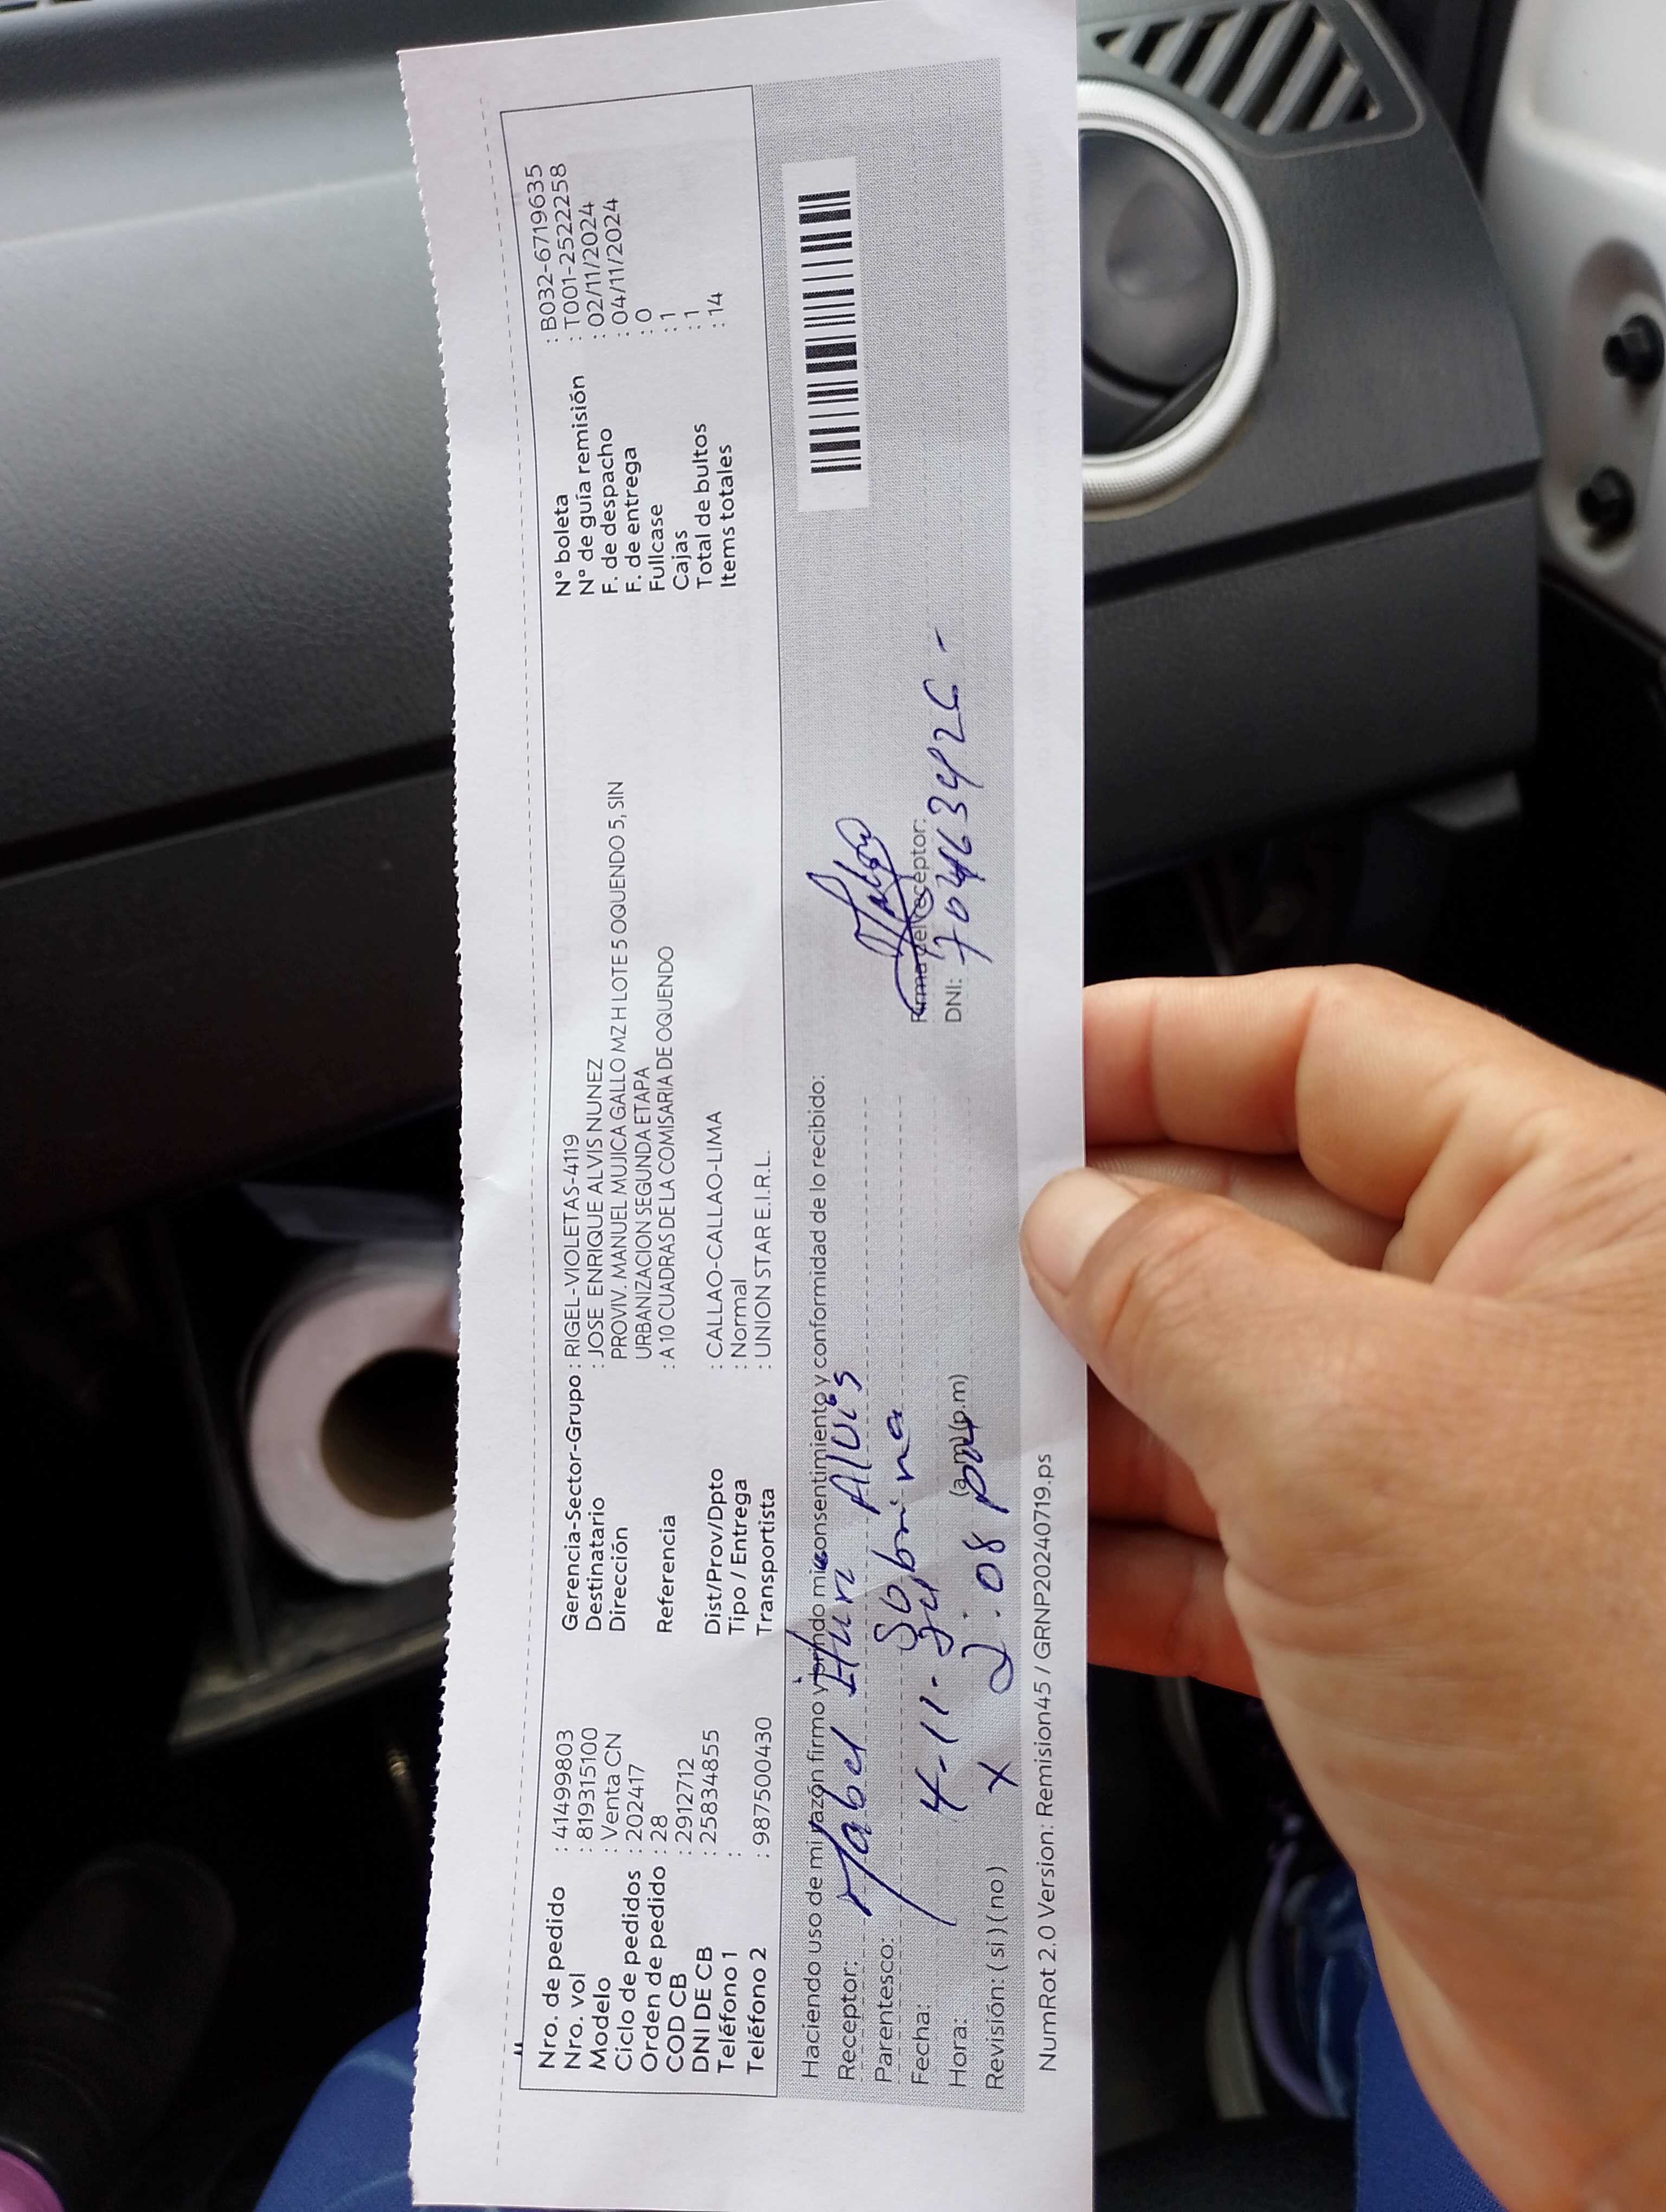 Nro. de pedido : 41499803
Nro. vol : 819315100
Modelo : Venta CN
Ciclo de pedidos : 202417
Orden de pedido : 28
COD CB : 2912712
DNI DE CB : 25834855
Teléfono 1 :
Teléfono 2 : 987500430
Gerencia-Sector-Grupo : RIGEL-VIOLETAS-4119
Destinatario : JOSE ENRIQUE ALVIS NUNEZ
Dirección PROVIV. MANUEL MUJICA GALLO MZ H LOTE 5 OQUENDO 5, SIN
URBANIZACION SEGUNDA ETAPA
Referencia : A 10 CUADRAS DE LA COMISARIA DE OQUENDO
Dist/Prov/Dpto : CALLAO-CALLAO-LIMA
Tipo / Entrega : Normal
Transportista : UNION STAR E.I.R.L.
N° boleta : B032-6719635
N° de guía remisión : T001-2522258
F. de despacho : 02/11/2024
F. de entrega : 04/11/2024
Fullcase : 0
Cajas : 1
Total de bultos : 1
Items totales : 14
Haciendo uso de mi razón firmo y brindo mi consentimiento y conformidad de lo recibido:
Receptor: Mabel Alvis
Parentesco: Sobrina
Fecha: 4-11-
Hora: 2:08 pm (a.m) (p.m)
Revisión: ( si ) ( no ) x
Firma del receptor:
DNI:
NumRot 2.0 Version: Remision45 / GRNP20240719.ps